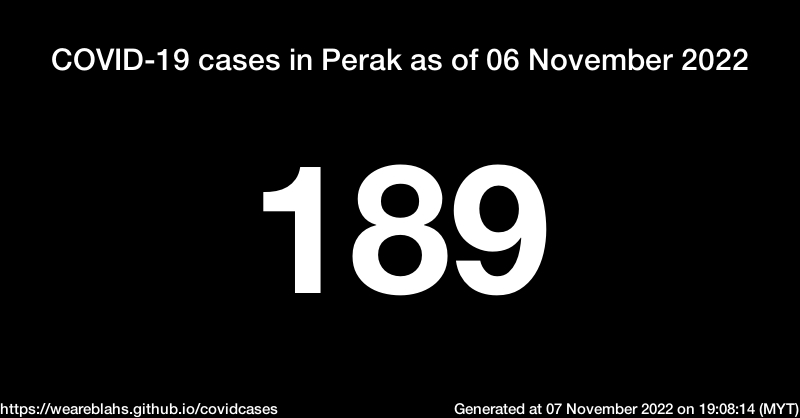 COVID-19 cases in Perak as of 06 November 2022
189
https://weareblahs.github.io/covidcases
Generated at 07 November 2022 on 19:08:14 (MYT)